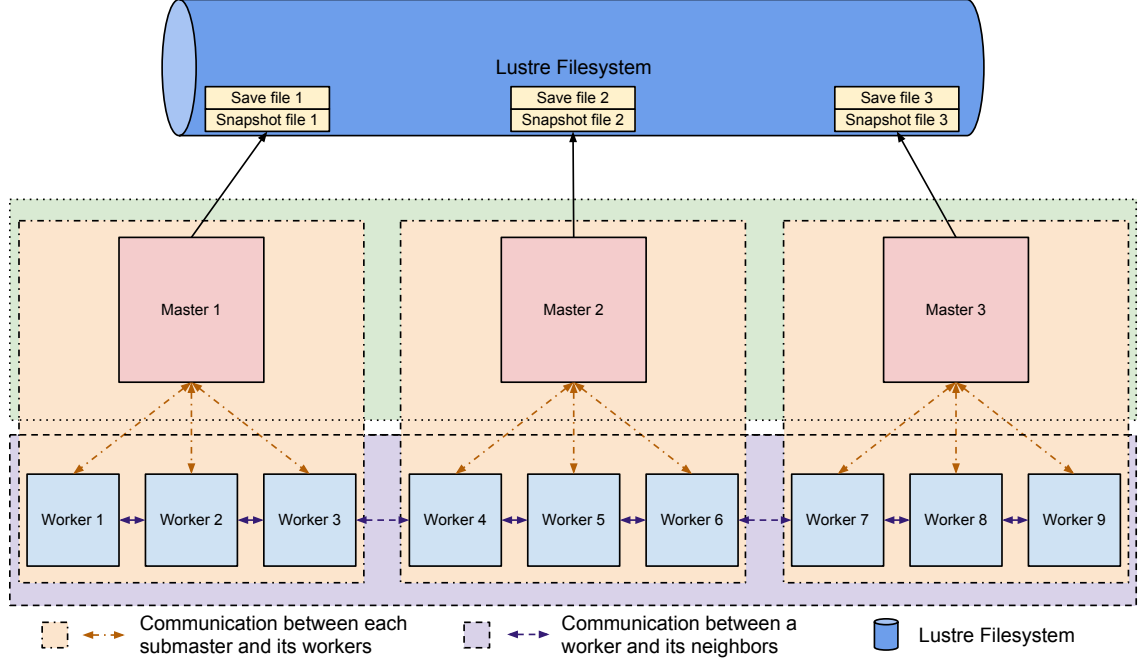 Lustre Filesystem
Save file 1
Snapshot file 1
Save file 2
Snapshot file 2
Save file 3
Snapshot file 3
Master 1
Master 2
Master 3
Worker 1
Worker 2
Worker 3
Worker 4
Worker 5
Worker 6
Worker 7
Worker 8
Worker 9
Communication between each
submaster and its workers
Communication between a
worker and its neighbors
Lustre Filesystem